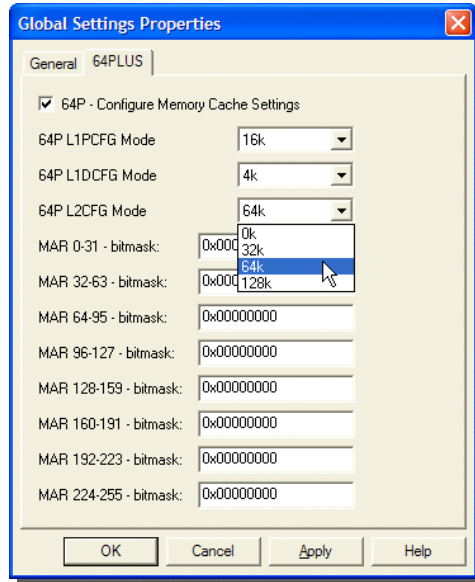 Global Settings Properties
General 64PLUS
64P - Configure Memory Cache Settings
64P L1PCFG Mode 16k
64P L1DCFG Mode 4k
64P L2CFG Mode 64k
0k
MAR 0-31 - bitmask: 0x000
32k
64k
MAR 32-63 - bitmask: 0x000
128k
MAR 64-95 - bitmask: 0x00000000
MAR 96-127 - bitmask: 0x00000000
MAR 128-159 - bitmask: 0x00000000
MAR 160-191 - bitmask: 0x00000000
MAR 192-223 - bitmask: 0x00000000
MAR 224-255 - bitmask: 0x00000000
OK Cancel Apply Help